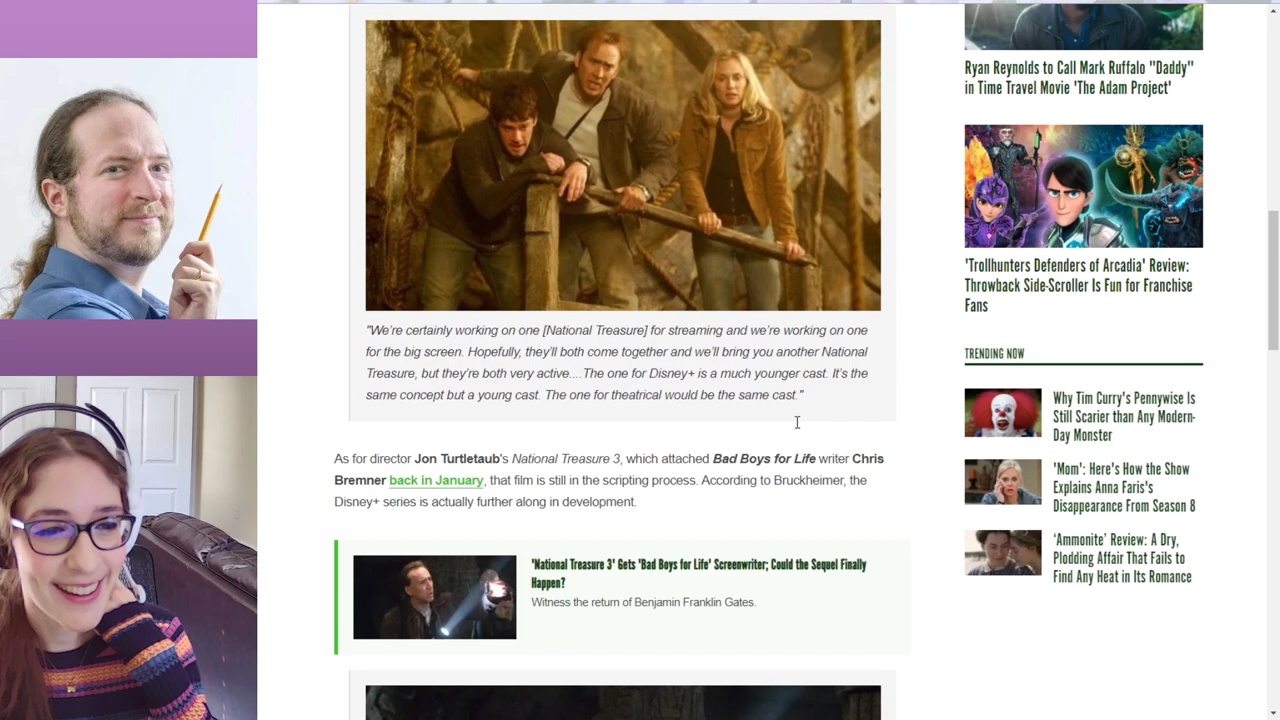 "We're certainly working on one [National Treasure] for streaming and we're working on one
for the big screen. Hopefully, they'll both come together and we'll bring you another National
Treasure, but they're both very active....The one for Disney+ is a much younger cast. It's the
same concept but a young cast. The one for theatrical would be the same cast."
As for director Jon Turtletaub's National Treasure 3, which attached Bad Boys for Life writer Chris
Bremner back in January, that film is still in the scripting process. According to Bruckheimer, the
Disney+ series is actually further along in development.
'National Treasure 3' Gets 'Bad Boys for Life' Screenwriter; Could the Sequel Finally
Happen?
Witness the return of Benjamin Franklin Gates.
Ryan Reynolds to Call Mark Ruffalo "Daddy"
in Time Travel Movie 'The Adam Project'
'Trollhunters Defenders of Arcadia' Review:
Throwback Side-Scroller Is Fun for Franchise
Fans
TRENDING NOW
Why Tim Curry's Pennywise Is
Still Scarier than Any Modern-
Day Monster
'Mom': Here's How the Show
Explains Anna Faris's
Disappearance From Season 8
'Ammonite' Review: A Dry,
Plodding Affair That Fails to
Find Any Heat in Its Romance